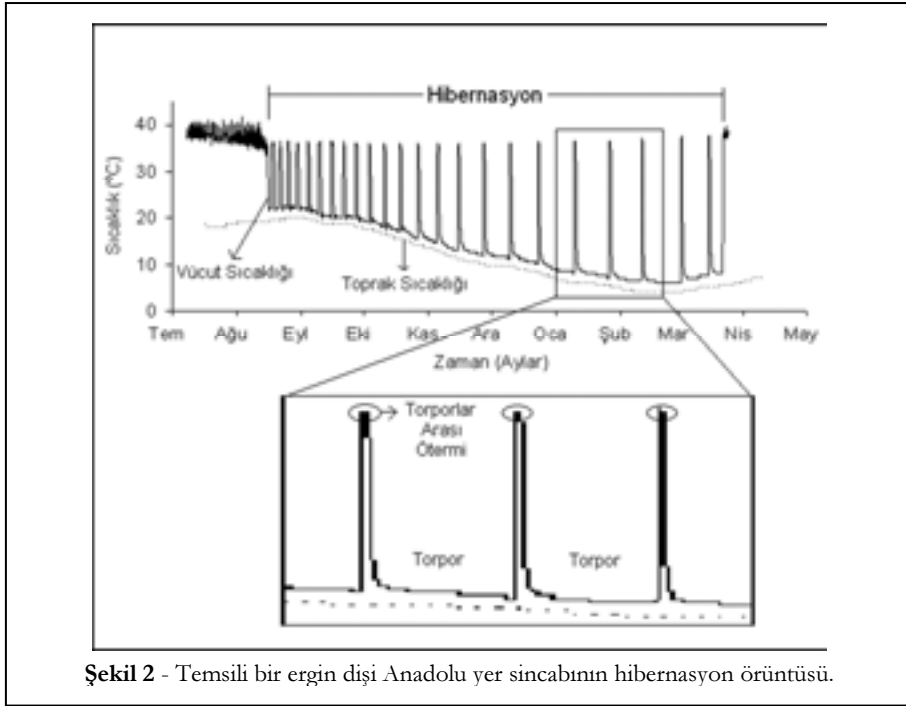 Hibernasyon
40
30
20
10
0
Sıcaklık (ºC)
Vücut Sıcaklığı
Toprak Sıcaklığı
Tem Ağu Eyl Eki Kas Ara Oca Şub Mar Nis May
Zaman (Aylar)
Torporlar
Arası
Ötermi
Torpor Torpor
Şekil 2 - Temsili bir ergin dişi Anadolu yer sincabının hibernasyon örüntüsü.